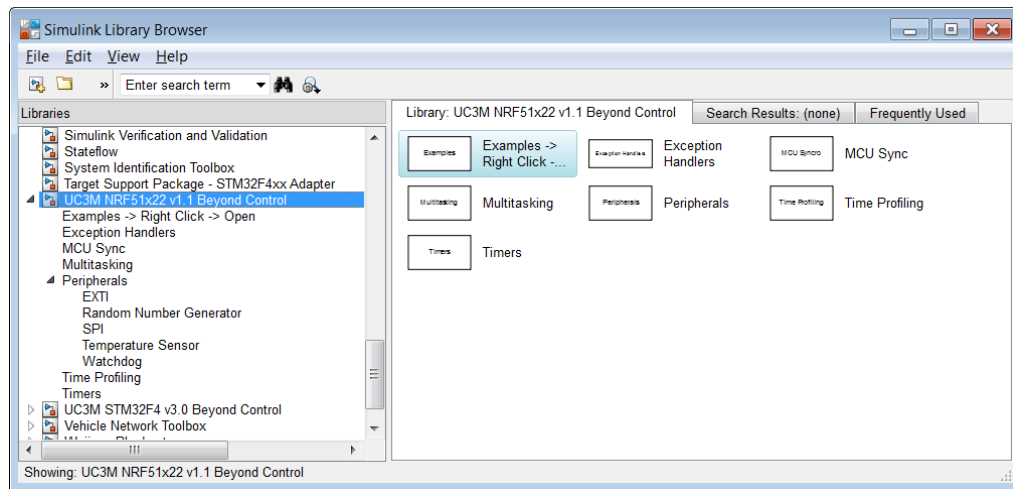 Simulink Library Browser
File Edit View Help
» Enter search term
Libraries
Library: UC3M NRF51x22 v1.1 Beyond Control
Search Results: (none)
Frequently Used
Simulink Verification and Validation
Stateflow
System Identification Toolbox
Target Support Package - STM32F4xx Adapter
UC3M NRF51x22 v1.1 Beyond Control
Examples -> Right Click -> Open
Exception Handlers
MCU Sync
Multitasking
Peripherals
EXTI
Random Number Generator
SPI
Temperature Sensor
Watchdog
Time Profiling
Timers
UC3M STM32F4 v3.0 Beyond Control
Vehicle Network Toolbox
Examples
Examples ->
Right Click -...
Exception Handlers
Exception
Handlers
MCU Syncro
MCU Sync
Multitasking
Multitasking
Peripherals
Peripherals
Time Profiling
Time Profiling
Timers
Timers
Showing: UC3M NRF51x22 v1.1 Beyond Control